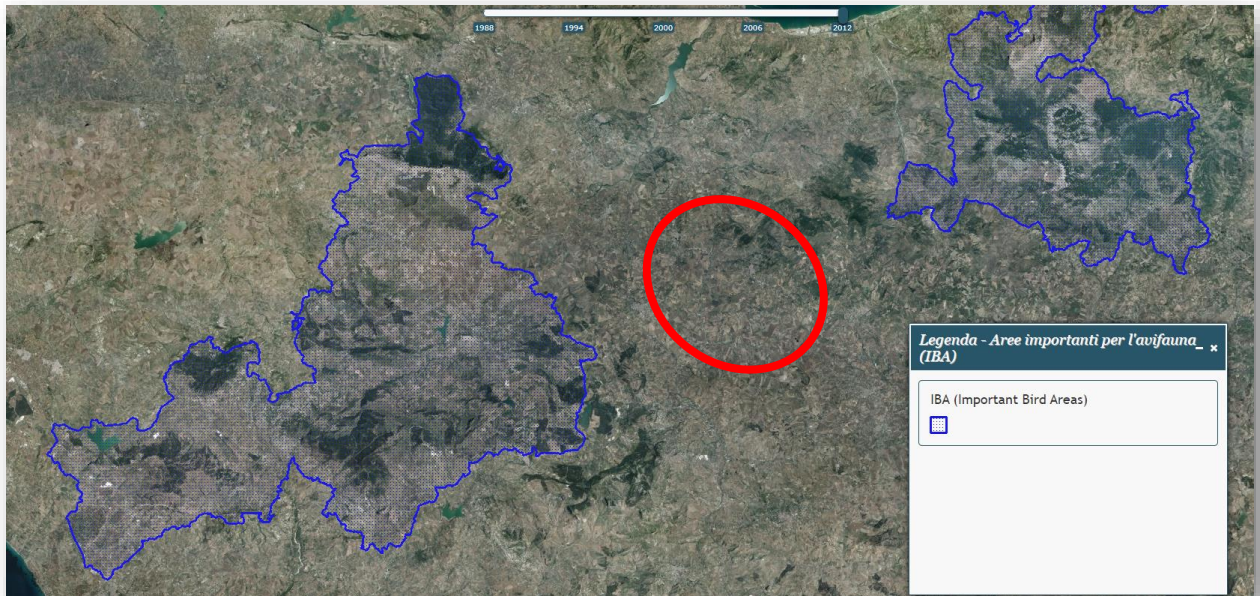 1988 1994 2000 2006 2012
Legenda - Aree importanti per l'avifauna
(IBA)
IBA (Important Bird Areas)